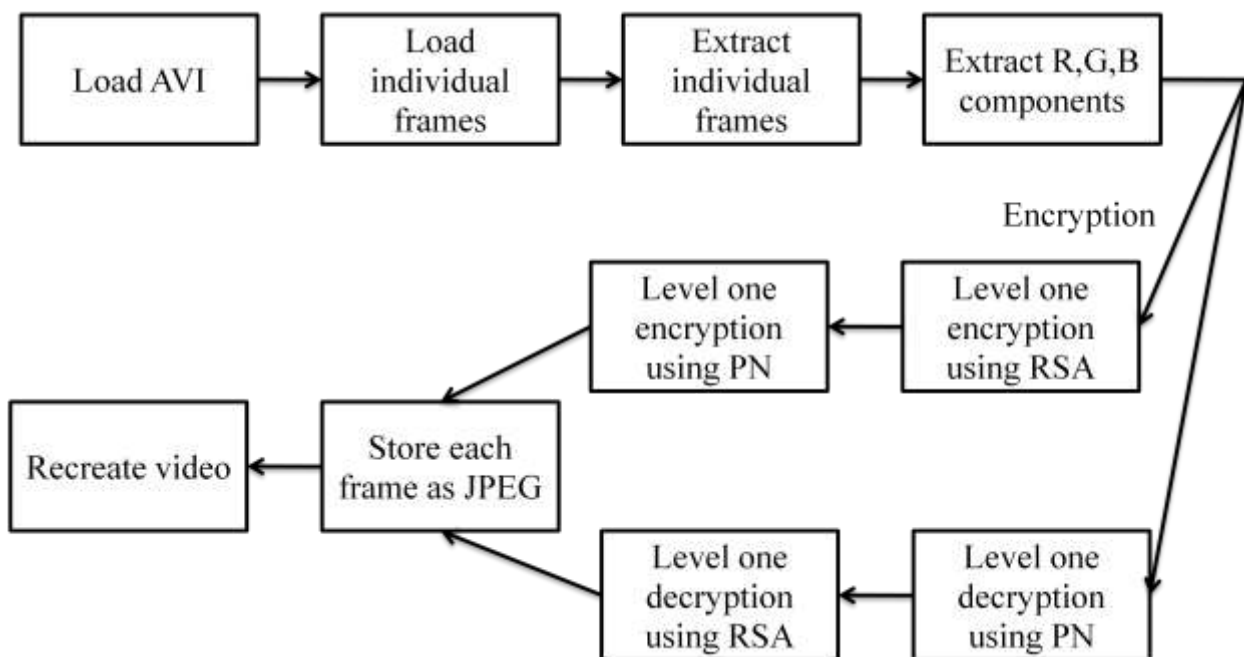 Load AVI
Load
individual
frames
Extract
individual
frames
Extract R,G,B
components
Encryption
Level one
encryption
using PN
Level one
encryption
using RSA
Recreate video
Store each
frame as JPEG
Level one
decryption
using RSA
Level one
decryption
using PN